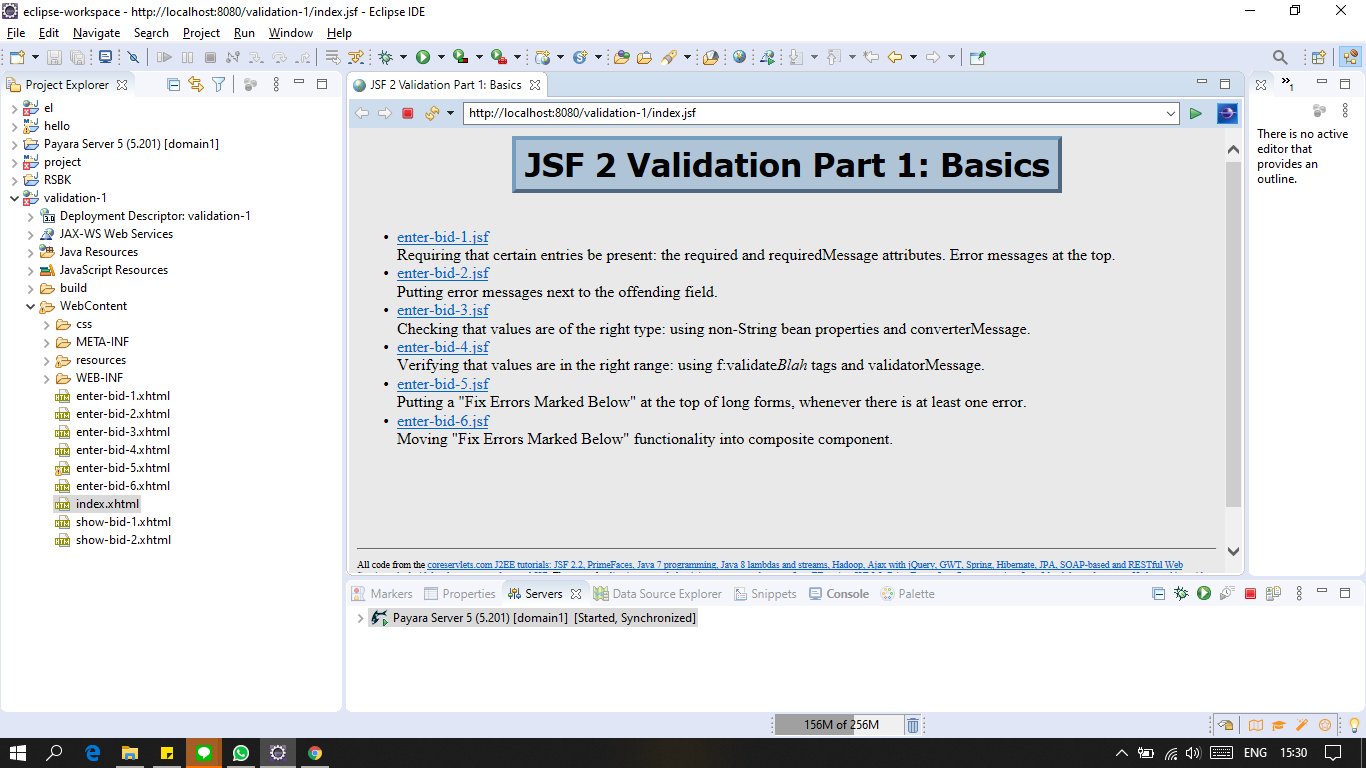 eclipse-workspace - http://localhost:8080/validation-1/index.jsf - Eclipse IDE
File Edit Navigate Search Project Run Window Help
Project Explorer
el
hello
Payara Server 5 (5.201) [domain1]
project
RSBK
validation-1
Deployment Descriptor: validation-1
JAX-WS Web Services
Java Resources
JavaScript Resources
build
WebContent
css
META-INF
resources
WEB-INF
enter-bid-1.xhtml
enter-bid-2.xhtml
enter-bid-3.xhtml
enter-bid-4.xhtml
enter-bid-5.xhtml
enter-bid-6.xhtml
index.xhtml
show-bid-1.xhtml
show-bid-2.xhtml
JSF 2 Validation Part 1: Basics
http://localhost:8080/validation-1/index.jsf
JSF 2 Validation Part 1: Basics
• enter-bid-1.jsf
Requiring that certain entries be present: the required and requiredMessage attributes. Error messages at the top.
• enter-bid-2.jsf
Putting error messages next to the offending field.
• enter-bid-3.jsf
Checking that values are of the right type: using non-String bean properties and converterMessage.
• enter-bid-4.jsf
Verifying that values are in the right range: using f:validateBlah tags and validatorMessage.
• enter-bid-5.jsf
Putting a "Fix Errors Marked Below" at the top of long forms, whenever there is at least one error.
• enter-bid-6.jsf
Moving "Fix Errors Marked Below" functionality into composite component.
All code from the coreservlets.com J2EE tutorials: JSF 2.2, PrimeFaces, Java 7 programming, Java 8 lambdas and streams, Hadoop, Ajax with jQuery, GWT, Spring, Hibernate, JPA, SOAP-based and RESTful Web
1
There is no active
editor that
provides an
outline.
Markers Properties Servers Data Source Explorer Snippets Console Palette
Payara Server 5 (5.201) [domain1] [Started, Synchronized]
156M of 256M
ENG 15:30